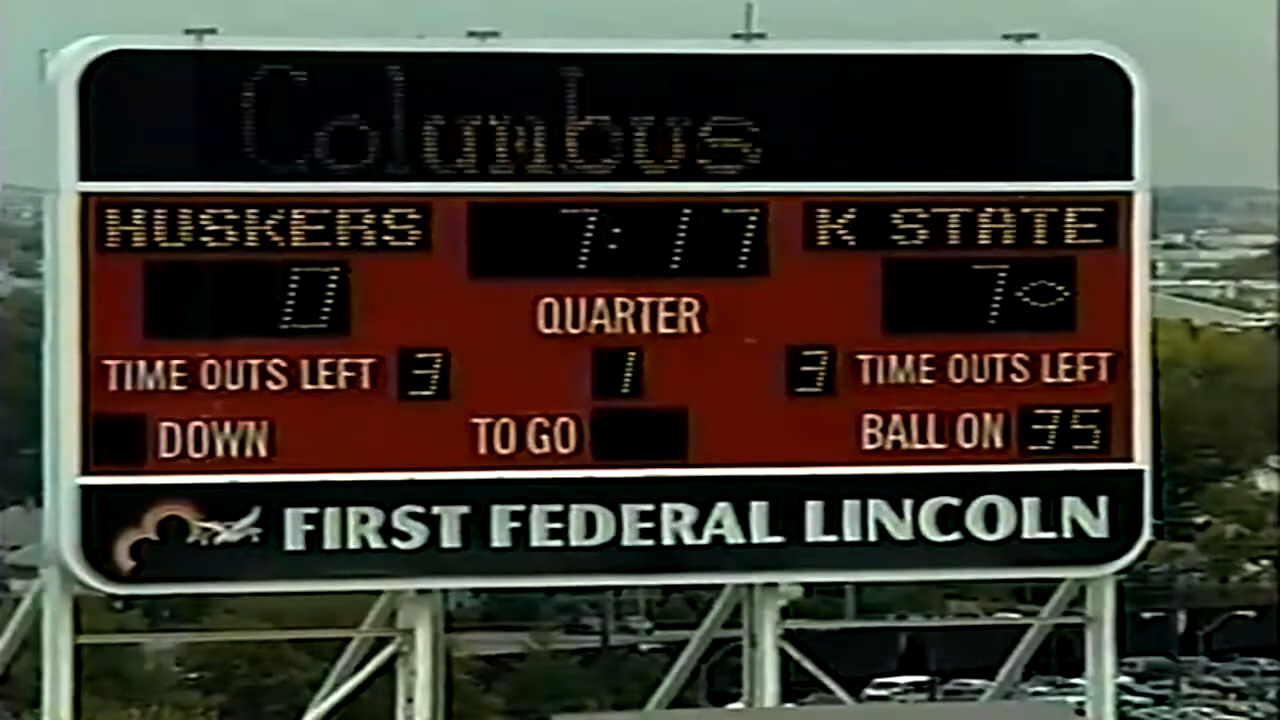 Columbus
HUSKERS 7:17 K STATE
0 QUARTER 7
TIME OUTS LEFT 3 1 3 TIME OUTS LEFT
DOWN TO GO BALL ON 35
FIRST FEDERAL LINCOLN